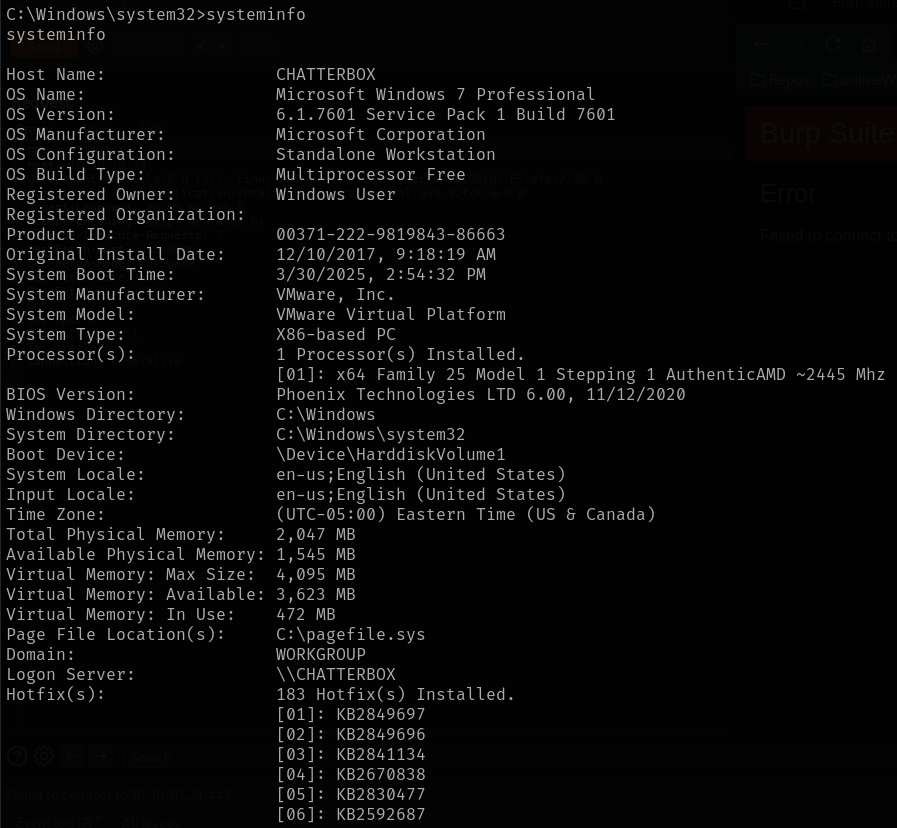 C:\Windows\system32>systeminfo
systeminfo
Host Name: CHATTERBOX
OS Name: Microsoft Windows 7 Professional
OS Version: 6.1.7601 Service Pack 1 Build 7601
OS Manufacturer: Microsoft Corporation
OS Configuration: Standalone Workstation
OS Build Type: Multiprocessor Free
Registered Owner: Windows User
Registered Organization:
Product ID: 00371-222-9819843-86663
Original Install Date: 12/10/2017, 9:18:19 AM
System Boot Time: 3/30/2025, 2:54:32 PM
System Manufacturer: VMware, Inc.
System Model: VMware Virtual Platform
System Type: X86-based PC
Processor(s): 1 Processor(s) Installed.
[01]: x64 Family 25 Model 1 Stepping 1 AuthenticAMD ~2445 Mhz
BIOS Version: Phoenix Technologies LTD 6.00, 11/12/2020
Windows Directory: C:\Windows
System Directory: C:\Windows\system32
Boot Device: \Device\HarddiskVolume1
System Locale: en-us;English (United States)
Input Locale: en-us;English (United States)
Time Zone: (UTC-05:00) Eastern Time (US & Canada)
Total Physical Memory: 2,047 MB
Available Physical Memory: 1,545 MB
Virtual Memory: Max Size: 4,095 MB
Virtual Memory: Available: 3,623 MB
Virtual Memory: In Use: 472 MB
Page File Location(s): C:\pagefile.sys
Domain: WORKGROUP
Logon Server: \\CHATTERBOX
Hotfix(s): 183 Hotfix(s) Installed.
[01]: KB2849697
[02]: KB2849696
[03]: KB2841134
[04]: KB2670838
[05]: KB2830477
[06]: KB2592687
Repos
Burp Suite
Error
Failed to connect to
Search